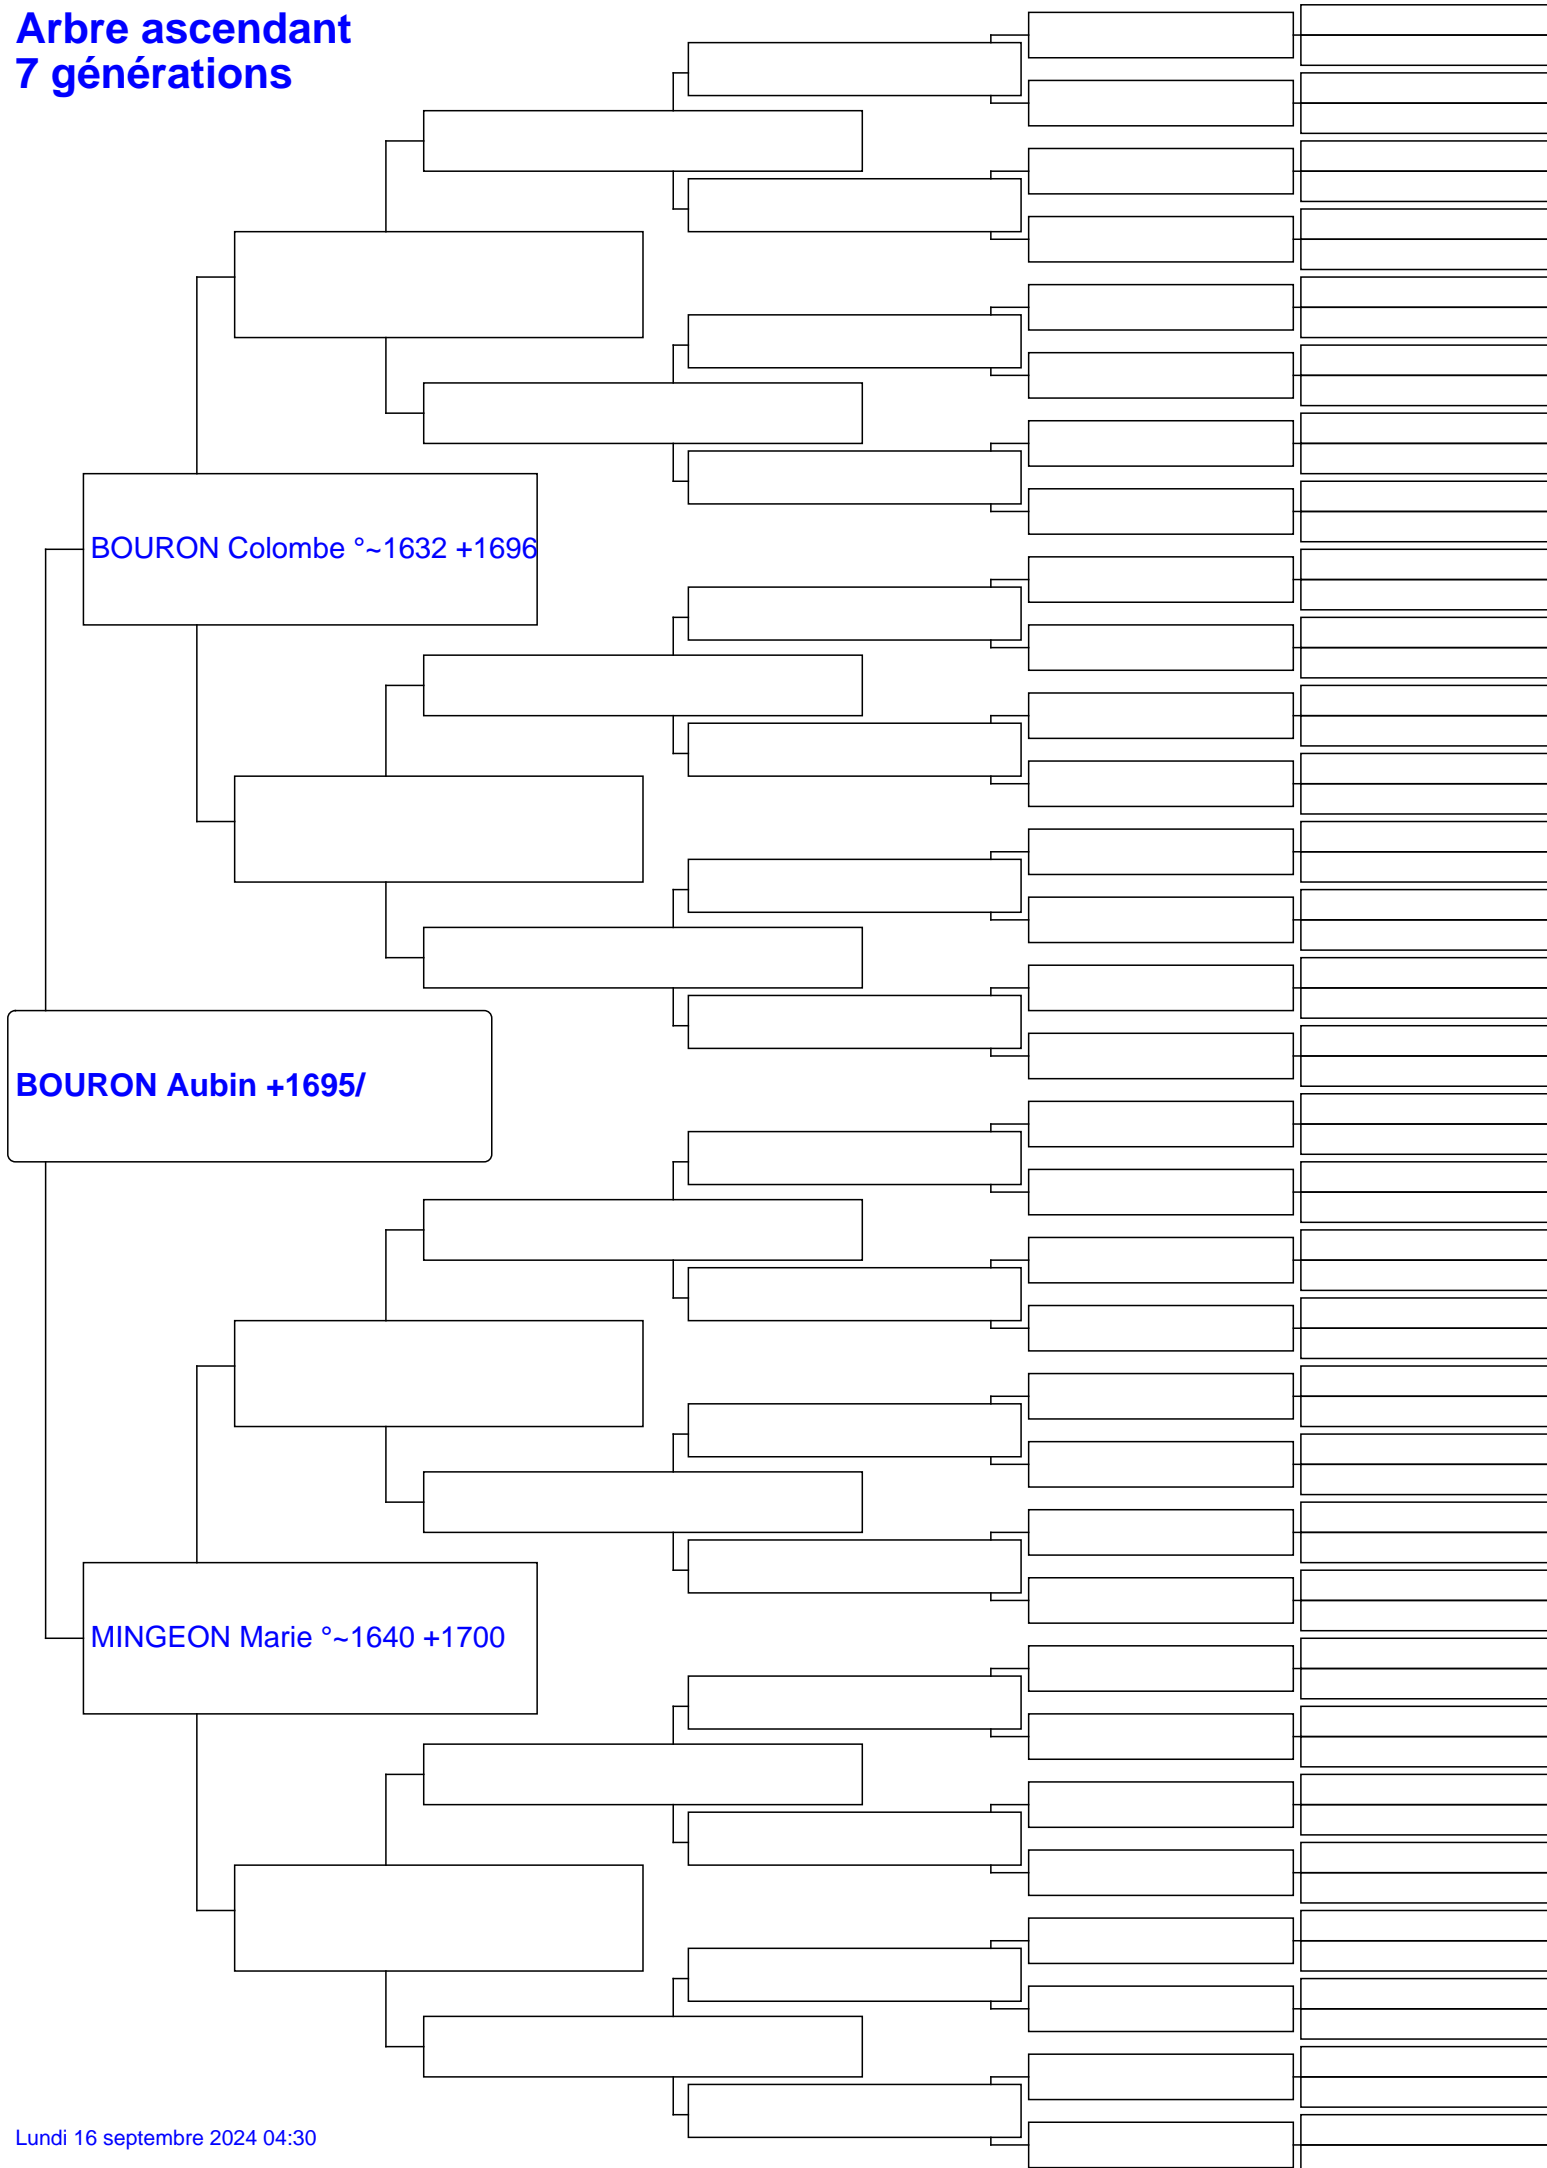 Arbre ascendant
7 générations
BOURON Colombe °~1632 +1696
BOURON Aubin +1695/
MINGEON Marie °~1640 +1700
Lundi 16 septembre 2024 04:30